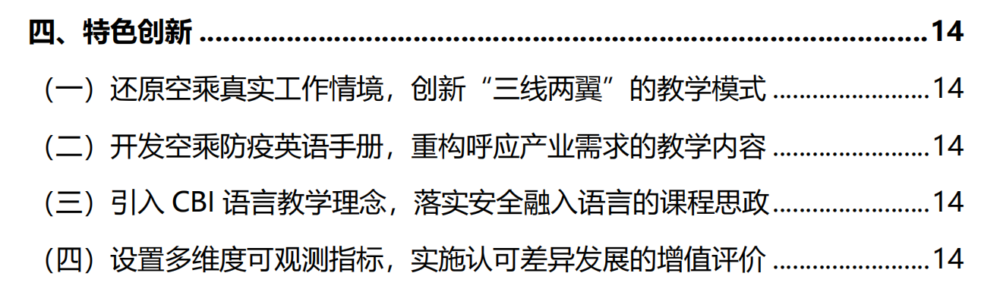 四、特色创新 ........................................................................................ 14
（一）还原空乘真实工作情境，创新“三线两翼”的教学模式 ....................... 14
（二）开发空乘防疫英语手册，重构呼应产业需求的教学内容 ....................... 14
（三）引入 CBI 语言教学理念，落实安全融入语言的课程思政 ....................... 14
（四）设置多维度可观测指标，实施认可差异发展的增值评价 ....................... 14